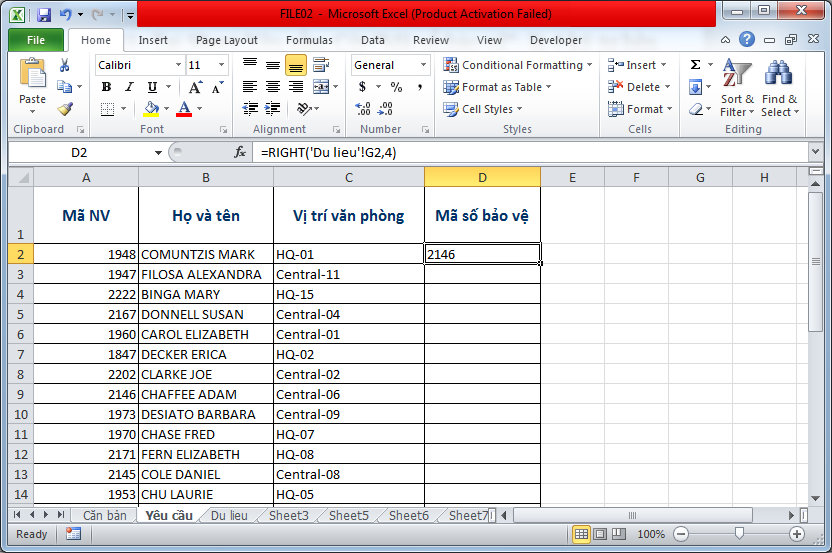 FILE02 - Microsoft Excel (Product Activation Failed)
File Home Insert Page Layout Formulas Data Review View Developer
Calibri 11 General Conditional Formatting Insert Σ
Paste B I U A A $ % , Format as Table Delete Sort & Filter Find & Select
A Cell Styles Format
Clipboard Font Alignment Number Styles Cells Editing
D2 fx =RIGHT('Du lieu'!G2,4)
A B C D E F G H
1 Mã NV Họ và tên Vị trí văn phòng Mã số bảo vệ
2 1948 COMUNTZIS MARK HQ-01 2146
3 1947 FILOSA ALEXANDRA Central-11
4 2222 BINGA MARY HQ-15
5 2167 DONNELL SUSAN Central-04
6 1960 CAROL ELIZABETH Central-01
7 1847 DECKER ERICA HQ-02
8 2202 CLARKE JOE Central-02
9 2146 CHAFFEE ADAM Central-06
10 1973 DESIATO BARBARA Central-09
11 1970 CHASE FRED HQ-07
12 2171 FERN ELIZABETH HQ-08
13 2145 COLE DANIEL Central-08
14 1953 CHU LAURIE HQ-05
Căn bản Yêu cầu Du lieu Sheet3 Sheet5 Sheet6 Sheet7
Ready 100%